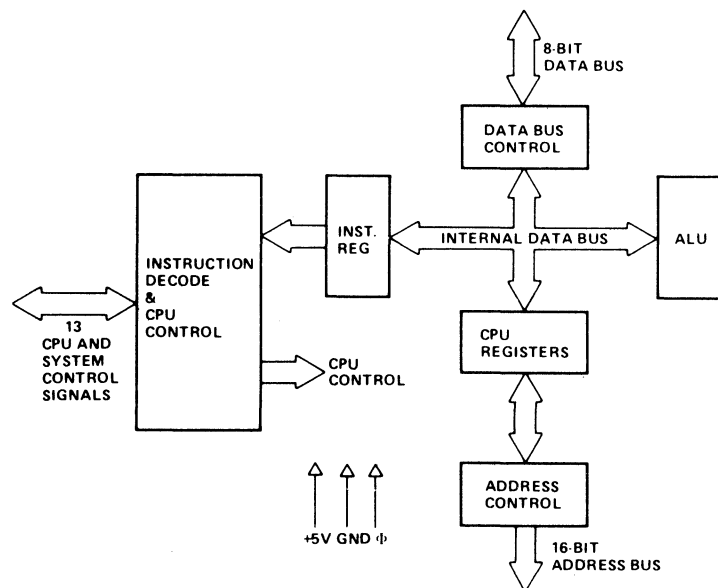 8-BIT
DATA BUS
DATA BUS
CONTROL
INST.
REG
INTERNAL DATA BUS
ALU
INSTRUCTION
DECODE
&
CPU
CONTROL
13
CPU AND
SYSTEM
CONTROL
SIGNALS
CPU
REGISTERS
CPU
CONTROL
ADDRESS
CONTROL
+5V GND Φ
16-BIT
ADDRESS BUS